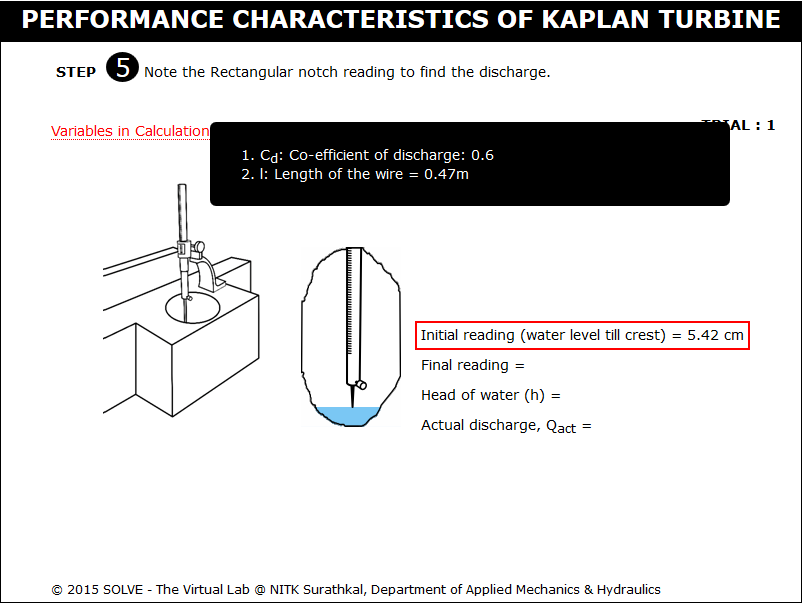 PERFORMANCE CHARACTERISTICS OF KAPLAN TURBINE
STEP 5 Note the Rectangular notch reading to find the discharge.
TRIAL : 1
Variables in Calculation
1. Cd: Co-efficient of discharge: 0.6
2. l: Length of the wire = 0.47m
Initial reading (water level till crest) = 5.42 cm
Final reading =
Head of water (h) =
Actual discharge, Qact =
© 2015 SOLVE - The Virtual Lab @ NITK Surathkal, Department of Applied Mechanics & Hydraulics